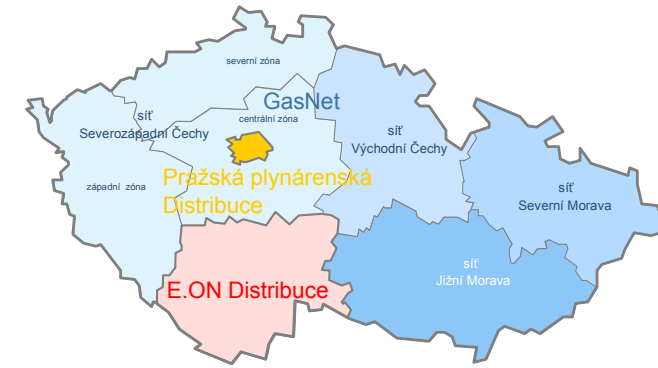 severní zóna
GasNet
centrální zóna
síť
Severozápadní Čechy
síť
Východní Čechy
západní zóna
Pražská plynárenská
Distribuce
síť
Severní Morava
síť
Jižní Morava
E.ON Distribuce